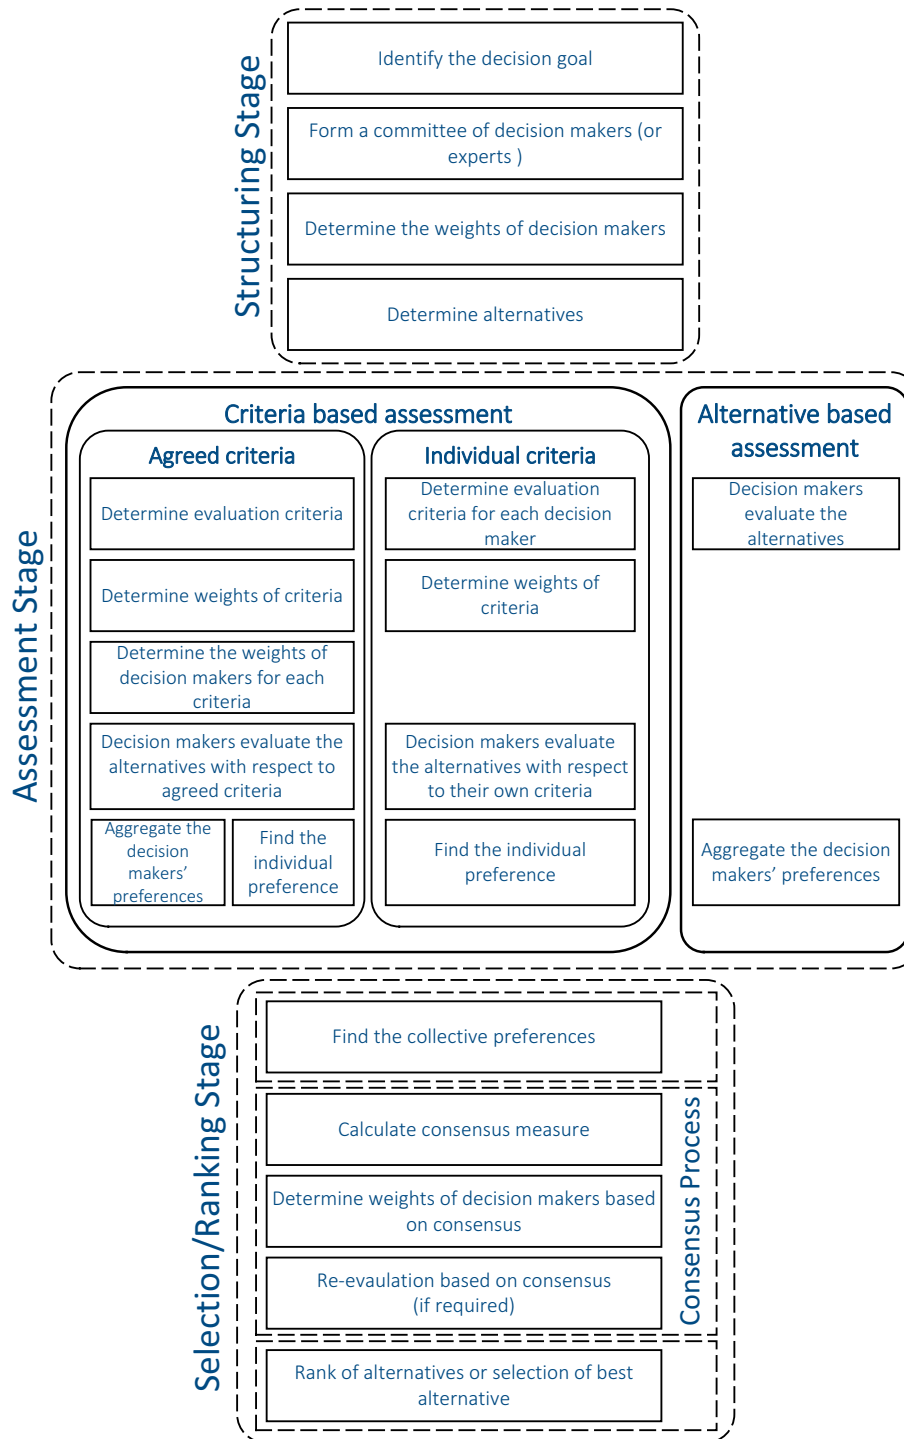 Structuring Stage
Identify the decision goal
Form a committee of decision makers (or
experts )
Determine the weights of decision makers
Determine alternatives
Assessment Stage
Criteria based assessment
Agreed criteria
Determine evaluation criteria
Determine weights of criteria
Determine the weights of
decision makers for each
criteria
Decision makers evaluate the
alternatives with respect to
agreed criteria
Aggregate the
decision
makers’
preferences
Find the
individual
preference
Individual criteria
Determine evaluation
criteria for each decision
maker
Determine weights of
criteria
Decision makers evaluate
the alternatives with respect
to their own criteria
Find the individual
preference
Alternative based
assessment
Decision makers
evaluate the
alternatives
Aggregate the decision
makers’ preferences
Selection/Ranking Stage
Find the collective preferences
Consensus Process
Calculate consensus measure
Determine weights of decision makers based
on consensus
Re-evaulation based on consensus
(if required)
Rank of alternatives or selection of best
alternative